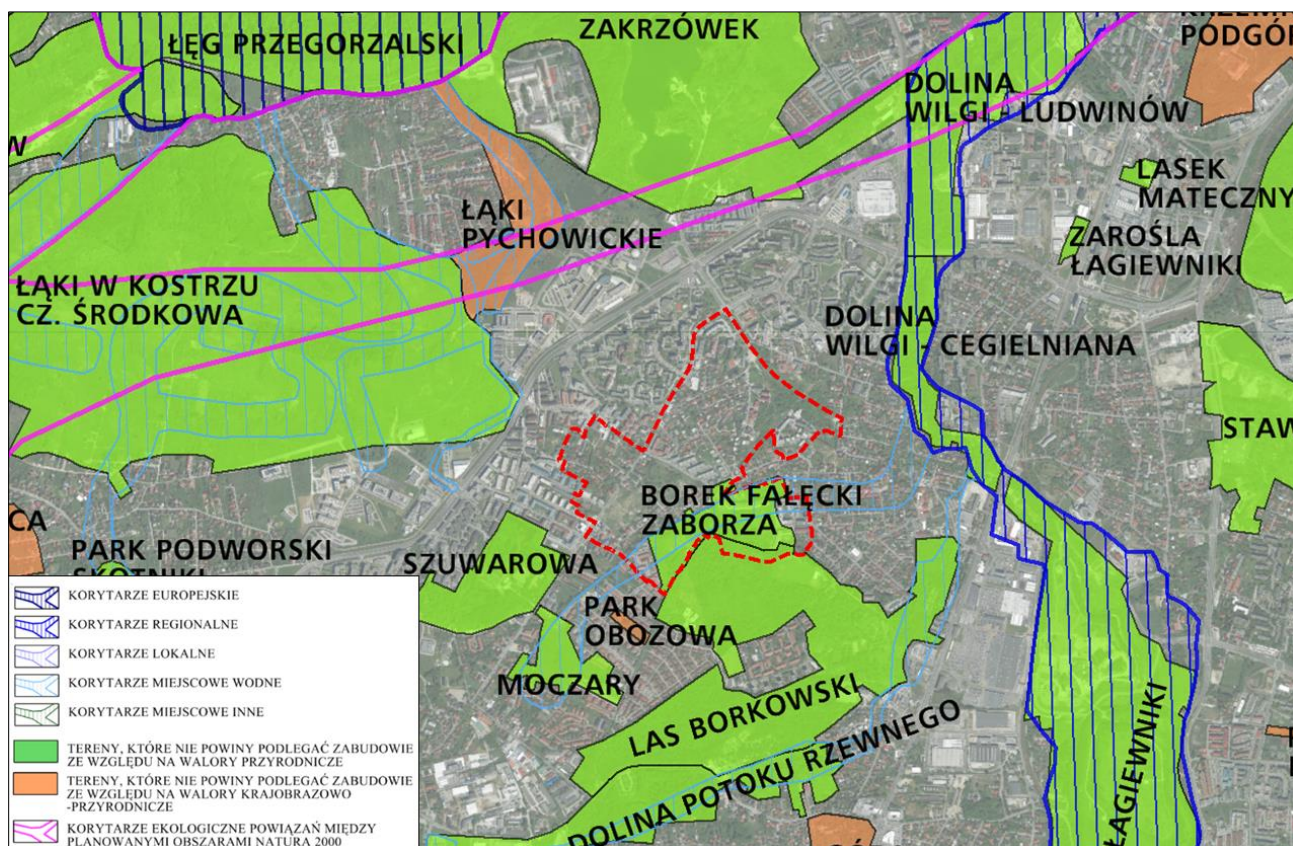 ŁĘG PRZEGORZALSKI
ZAKRZÓWEK
PODGÓR
W
DOLINA
WILGI - LUDWINÓW
LASEK
MATECZNY
ŁĄKI
PYCHOWICKIE
ZAROŚLA
ŁAGIEWNIKI
ŁĄKI W KOSTRZU
CZ. ŚRODKOWA
DOLINA
WILGI - CEGIELNIANA
STAW
BOREK FAŁĘCKI
ZABORZA
CA
PARK PODWORSKI
SKOTNIKI
SZUWAROWA
PARK
OBOZOWA
MOCZARY
LAS BORKOWSKI
DOLINA POTOKU RZEWNEGO
ŁAGIEWNIKI
KORYTARZE EUROPEJSKIE
KORYTARZE REGIONALNE
KORYTARZE LOKALNE
KORYTARZE MIEJSCOWE WODNE
KORYTARZE MIEJSCOWE INNE
TERENY, KTÓRE NIE POWINY PODLEGAĆ ZABUDOWIE
ZE WZGLĘDU NA WALORY PRZYRODNICZE
TERENY, KTÓRE NIE POWINY PODLEGAĆ ZABUDOWIE
ZE WZGLĘDU NA WALORY KRAJOBRAZOWO
-PRZYRODNICZE
KORYTARZE EKOLOGICZNE POWIĄZAŃ MIĘDZY
PLANOWANYMI OBSZARAMI NATURA 2000